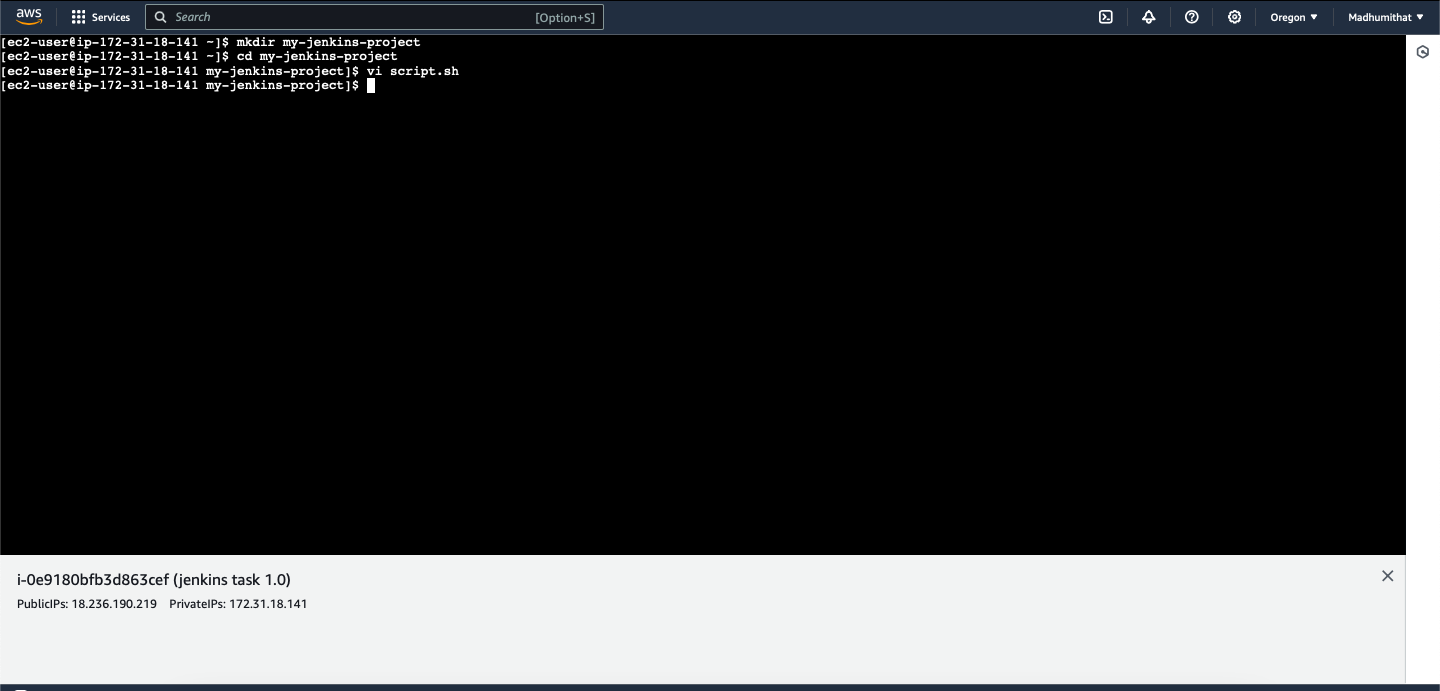 aws Services Search [Option+S] Oregon ▼ Madhumithat ▼
[ec2-user@ip-172-31-18-141 ~]$ mkdir my-jenkins-project
[ec2-user@ip-172-31-18-141 ~]$ cd my-jenkins-project
[ec2-user@ip-172-31-18-141 my-jenkins-project]$ vi script.sh
[ec2-user@ip-172-31-18-141 my-jenkins-project]$
i-0e9180bfb3d863cef (jenkins task 1.0)
PublicIPs: 18.236.190.219 PrivateIPs: 172.31.18.141